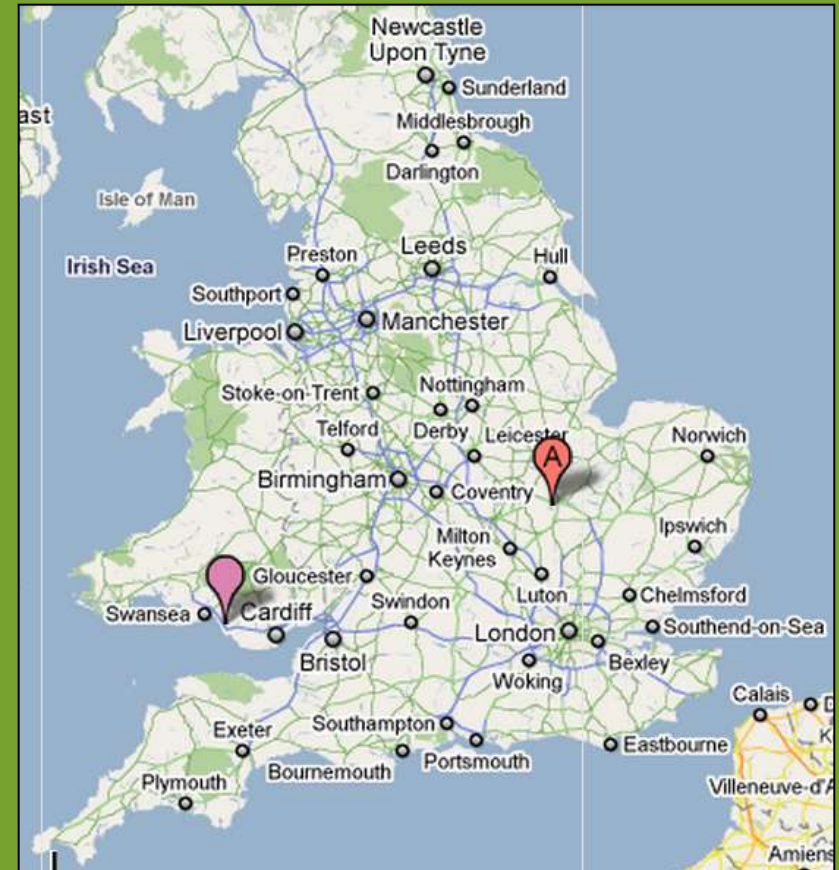 Newcastle
Upon Tyne
Sunderland
ast
Middlesbrough
Darlington
Isle of Man
Leeds
Hull
Preston
Irish Sea
Southport
Liverpool
Manchester
Stoke-on-Trent
Nottingham
Telford
Derby
Leicester
Norwich
A
Birmingham
Coventry
Ipswich
Milton
Keynes
Gloucester
Luton
Chelmsford
Swansea
Cardiff
Swindon
London
Southend-on-Sea
Bristol
Bexley
Woking
Calais
D
Exeter
Southampton
K
Eastbourne
Bournemouth
Portsmouth
Plymouth
Villeneuve-d'A
Amiens